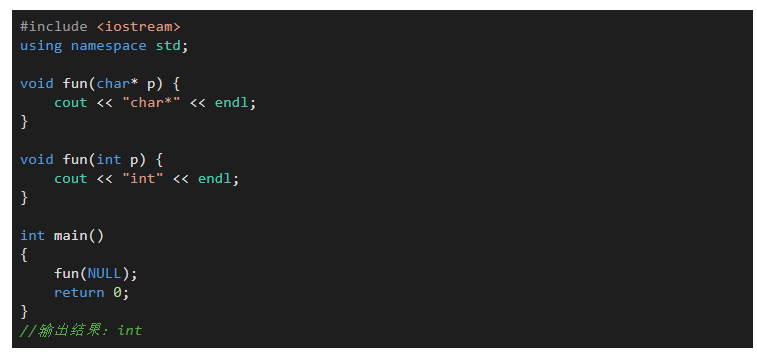 #include <iostream>
using namespace std;
void fun(char* p) {
cout << "char*" << endl;
}
void fun(int p) {
cout << "int" << endl;
}
int main()
{
fun(NULL);
return 0;
}
//输出结果：int